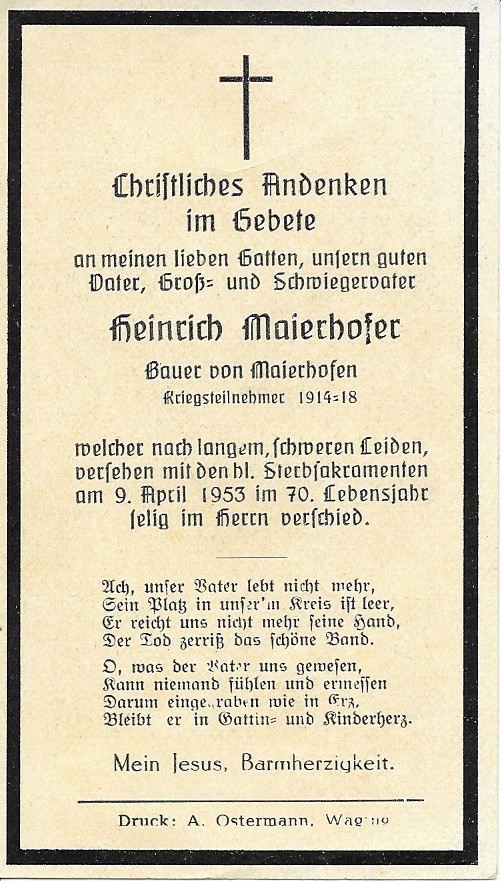 Christliches Andenken
im Gebete
an meinen lieben Gatten, unsern guten
Vater, Groß= und Schwiegervater
Heinrich Maierhofer
Bauer von Maierhofen
Kriegsteilnehmer 1914=18
welcher nach langem, schweren Leiden,
versehen mit den hl. Sterbsakramenten
am 9. April 1953 im 70. Lebensjahr
selig im Herrn verschied.
Ach, unser Vater lebt nicht mehr,
Sein Platz in unser'm Kreis ist leer,
Er reicht uns nicht mehr seine Hand,
Der Tod zerriß das schöne Band.
O, was der Vater uns gewesen,
Kann niemand fühlen und ermessen
Darum eingegraben wie in Erz,
Bleibt er in Gattin= und Kinderherz.
Mein Jesus, Barmherzigkeit.
Druck: A. Ostermann, Waging